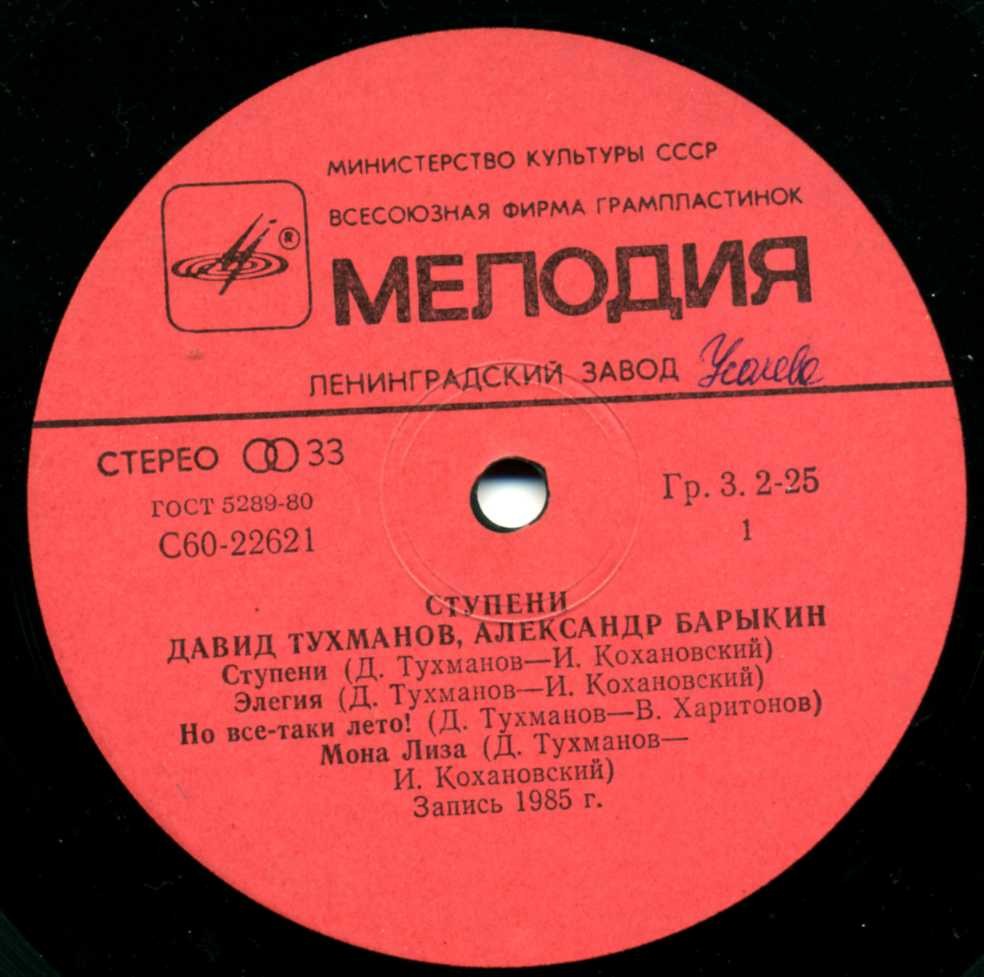 МИНИСТЕРСТВО КУЛЬТУРЫ СССР
ВСЕСОЮЗНАЯ ФИРМА ГРАМПЛАСТИНОК
®
МЕЛОДИЯ
ЛЕНИНГРАДСКИЙ ЗАВОД
СТЕРЕО 33
ГОСТ 5289-80
С60-22621
Гр. 3. 2-25
1
СТУПЕНИ
ДАВИД ТУХМАНОВ, АЛЕКСАНДР БАРЫКИН
Ступени (Д. Тухманов—И. Кохановский)
Элегия (Д. Тухманов—И. Кохановский)
Но все-таки лето! (Д. Тухманов—В. Харитонов)
Мона Лиза (Д. Тухманов—
И. Кохановский)
Запись 1985 г.